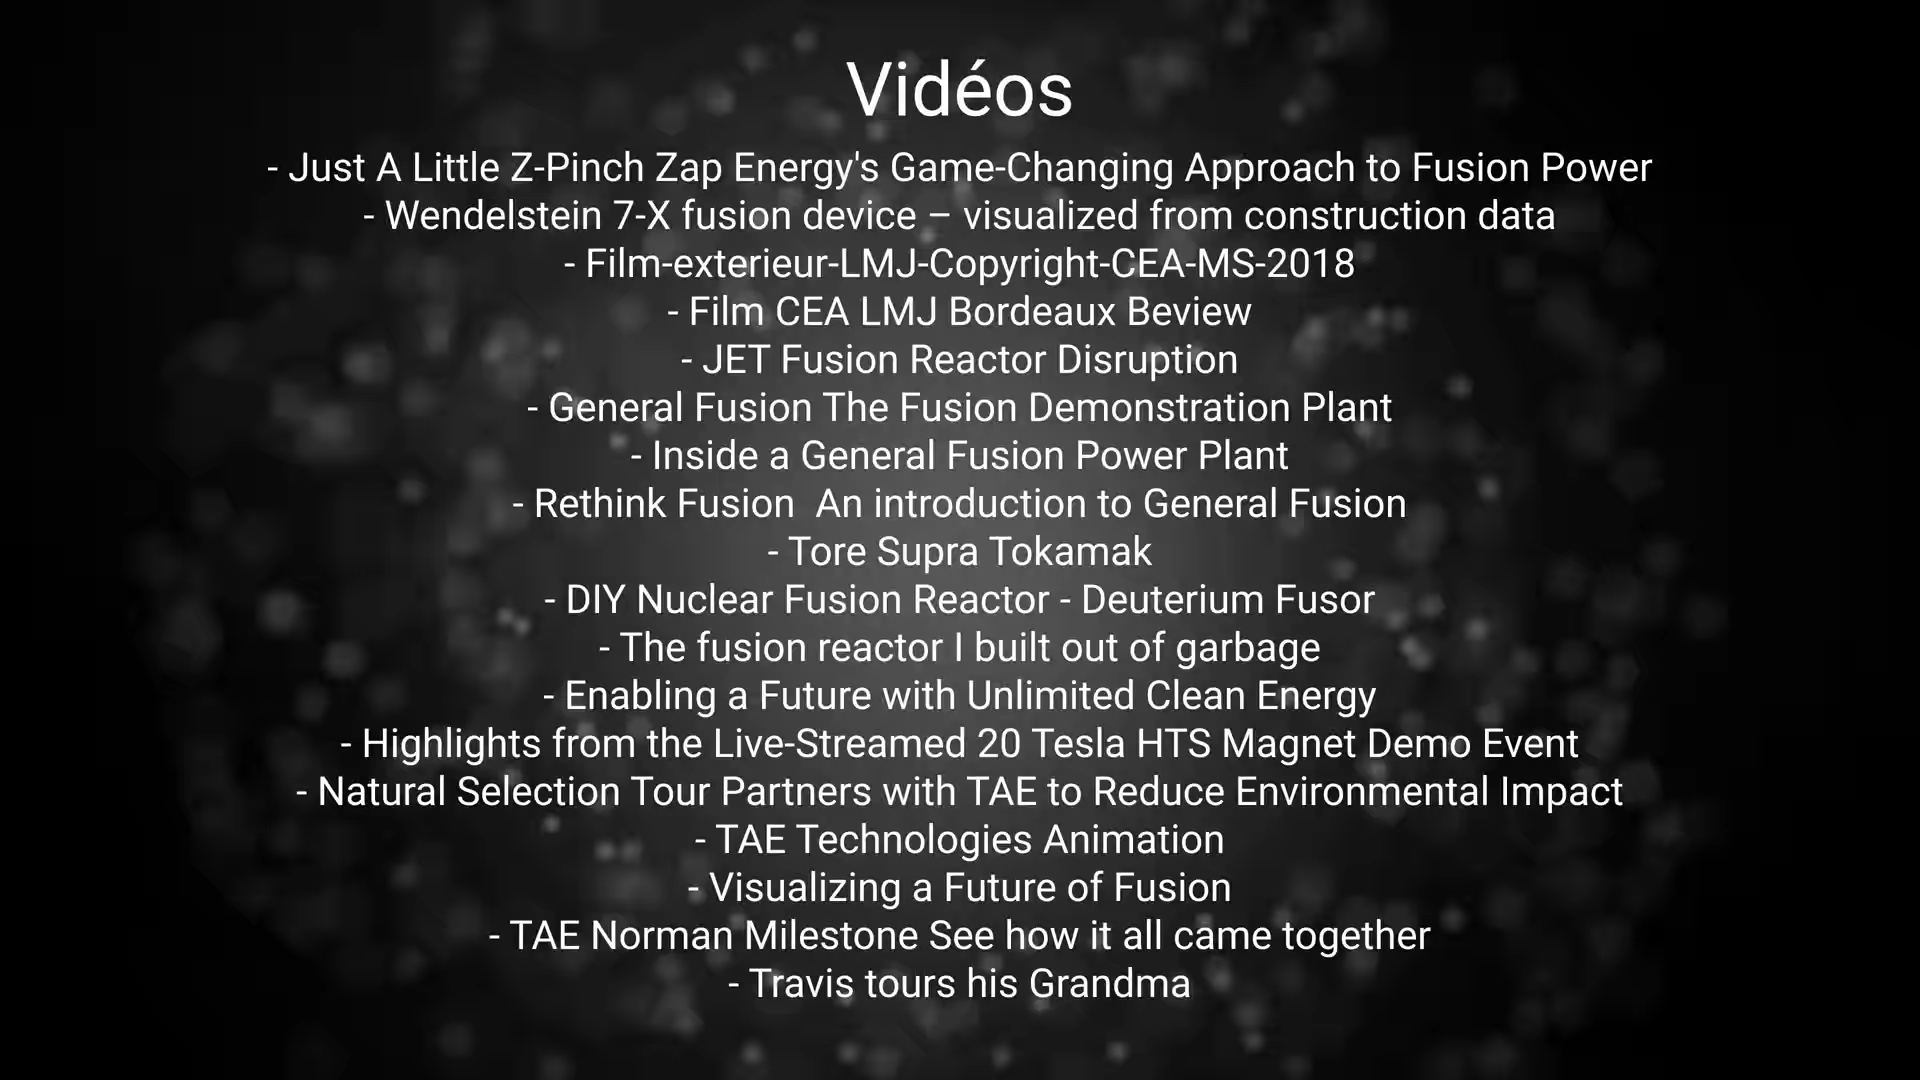 Vidéos
- Just A Little Z-Pinch Zap Energy's Game-Changing Approach to Fusion Power
- Wendelstein 7-X fusion device – visualized from construction data
- Film-exterieur-LMJ-Copyright-CEA-MS-2018
- Film CEA LMJ Bordeaux Beview
- JET Fusion Reactor Disruption
- General Fusion The Fusion Demonstration Plant
- Inside a General Fusion Power Plant
- Rethink Fusion  An introduction to General Fusion
- Tore Supra Tokamak
- DIY Nuclear Fusion Reactor - Deuterium Fusor
- The fusion reactor I built out of garbage
- Enabling a Future with Unlimited Clean Energy
- Highlights from the Live-Streamed 20 Tesla HTS Magnet Demo Event
- Natural Selection Tour Partners with TAE to Reduce Environmental Impact
- TAE Technologies Animation
- Visualizing a Future of Fusion
- TAE Norman Milestone See how it all came together
- Travis tours his Grandma